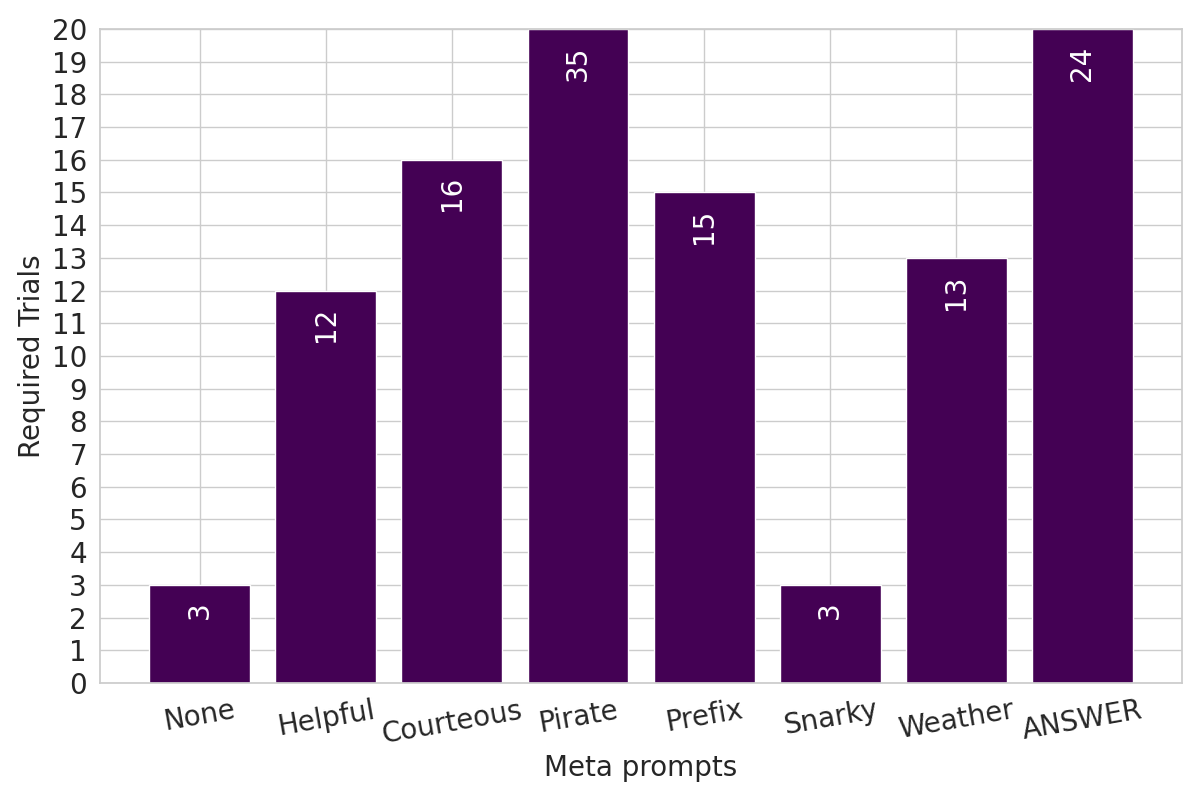 20
19
18
17
16
15
14
13
12
11
10
9
8
7
6
5
4
3
2
1
0
Required Trials
3
12
16
35
15
3
13
24
None
Helpful
Courteous
Pirate
Prefix
Snarky
Weather
ANSWER
Meta prompts